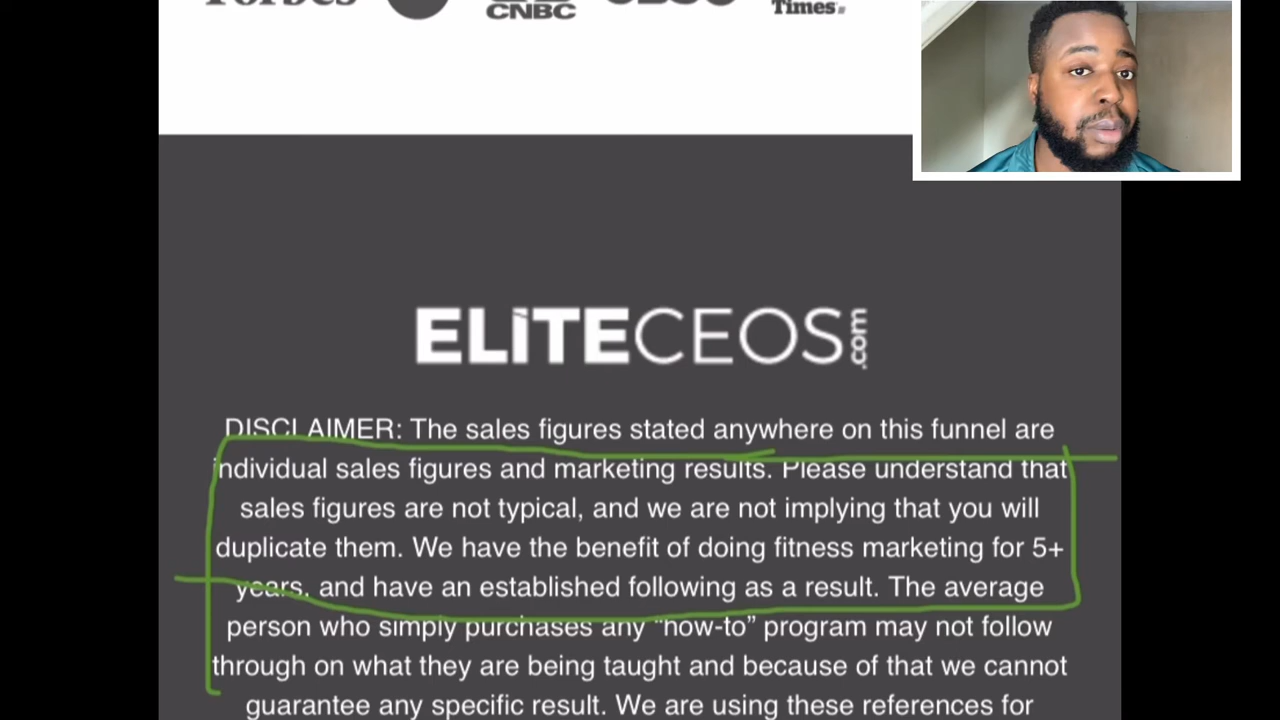 Forbes CNBC Times.
ELITECEOS.com
DISCLAIMER: The sales figures stated anywhere on this funnel are
individual sales figures and marketing results. Please understand that
sales figures are not typical, and we are not implying that you will
duplicate them. We have the benefit of doing fitness marketing for 5+
years, and have an established following as a result. The average
person who simply purchases any “how-to” program may not follow
through on what they are being taught and because of that we cannot
guarantee any specific result. We are using these references for